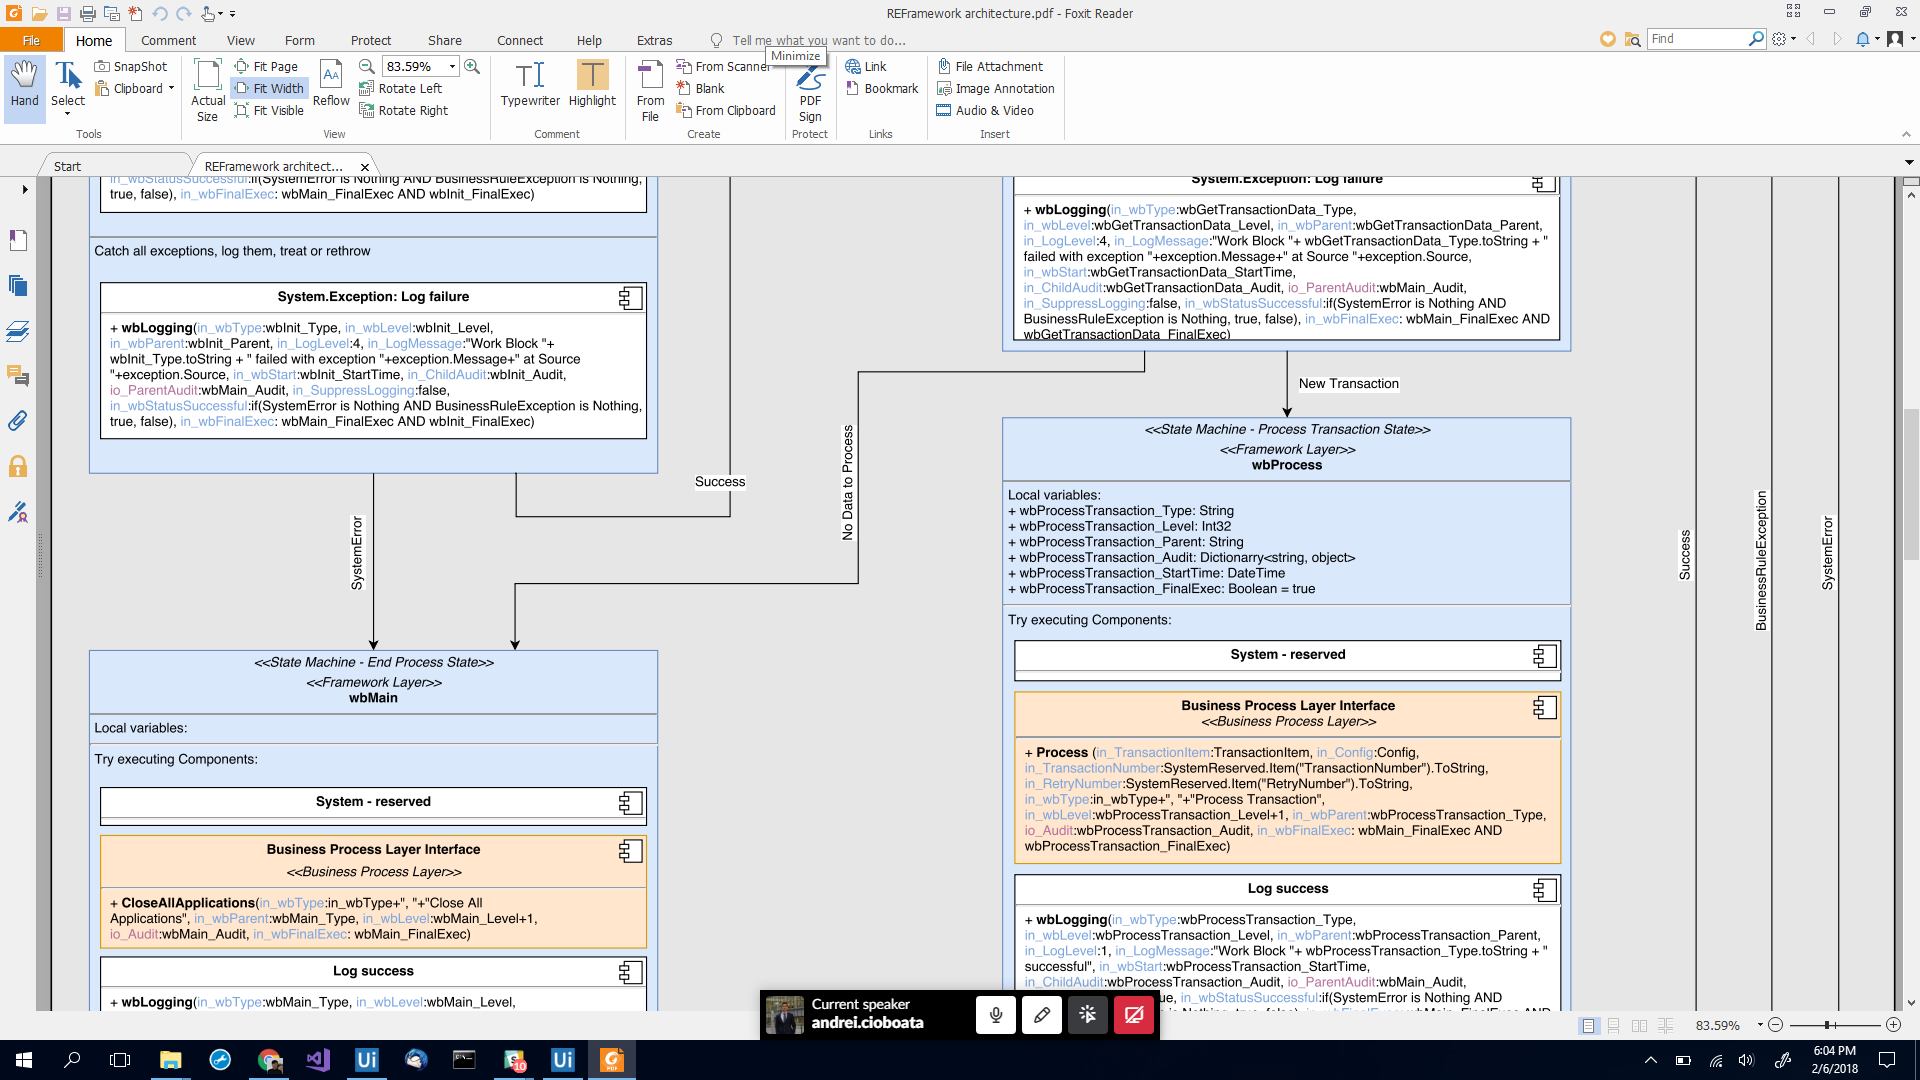 REFramework architecture.pdf - Foxit Reader
File
Home
Comment
View
Form
Protect
Share
Connect
Help
Extras
Tell me what you want to do...
Find
Minimize
Hand
Select
SnapShot
Clipboard
Tools
Actual Size
Fit Page
Fit Width
Fit Visible
Reflow
83.59%
Rotate Left
Rotate Right
View
Typewriter
Highlight
Comment
From File
From Scanner
Blank
From Clipboard
Create
PDF Sign
Protect
Link
Bookmark
Links
File Attachment
Image Annotation
Audio & Video
Insert
Start
REFramework architect...
in_wbStatusSuccessful:if(SystemError is Nothing AND BusinessRuleException is Nothing,
true, false), in_wbFinalExec: wbMain_FinalExec AND wbInit_FinalExec)
Catch all exceptions, log them, treat or rethrow
System.Exception: Log failure
+ wbLogging(in_wbType:wbInit_Type, in_wbLevel:wbInit_Level,
in_wbParent:wbInit_Parent, in_LogLevel:4, in_LogMessage:"Work Block "+
wbInit_Type.toString + " failed with exception "+exception.Message+" at Source
"+exception.Source, in_wbStart:wbInit_StartTime, in_ChildAudit:wbInit_Audit,
io_ParentAudit:wbMain_Audit, in_SuppressLogging:false,
in_wbStatusSuccessful:if(SystemError is Nothing AND BusinessRuleException is Nothing,
true, false), in_wbFinalExec: wbMain_FinalExec AND wbInit_FinalExec)
SystemError
Success
No Data to Process
<<State Machine - End Process State>>
<<Framework Layer>>
wbMain
Local variables:
Try executing Components:
System - reserved
Business Process Layer Interface
<<Business Process Layer>>
+ CloseAllApplications(in_wbType:in_wbType+", "+"Close All
Applications", in_wbParent:wbMain_Type, in_wbLevel:wbMain_Level+1,
io_Audit:wbMain_Audit, in_wbFinalExec: wbMain_FinalExec)
Log success
+ wbLogging(in_wbType:wbMain_Type, in_wbLevel:wbMain_Level,
System.Exception: Log failure
+ wbLogging(in_wbType:wbGetTransactionData_Type,
in_wbLevel:wbGetTransactionData_Level, in_wbParent:wbGetTransactionData_Parent,
in_LogLevel:4, in_LogMessage:"Work Block "+ wbGetTransactionData_Type.toString + "
failed with exception "+exception.Message+" at Source "+exception.Source,
in_wbStart:wbGetTransactionData_StartTime,
in_ChildAudit:wbGetTransactionData_Audit, io_ParentAudit:wbMain_Audit,
in_SuppressLogging:false, in_wbStatusSuccessful:if(SystemError is Nothing AND
BusinessRuleException is Nothing, true, false), in_wbFinalExec: wbMain_FinalExec AND
wbGetTransactionData_FinalExec)
New Transaction
<<State Machine - Process Transaction State>>
<<Framework Layer>>
wbProcess
Local variables:
+ wbProcessTransaction_Type: String
+ wbProcessTransaction_Level: Int32
+ wbProcessTransaction_Parent: String
+ wbProcessTransaction_Audit: Dictionarry<string, object>
+ wbProcessTransaction_StartTime: DateTime
+ wbProcessTransaction_FinalExec: Boolean = true
Try executing Components:
System - reserved
Business Process Layer Interface
<<Business Process Layer>>
+ Process (in_TransactionItem:TransactionItem, in_Config:Config,
in_TransactionNumber:SystemReserved.Item("TransactionNumber").ToString,
in_RetryNumber:SystemReserved.Item("RetryNumber").ToString,
in_wbType:in_wbType+", "+"Process Transaction",
in_wbLevel:wbProcessTransaction_Level+1, in_wbParent:wbProcessTransaction_Type,
io_Audit:wbProcessTransaction_Audit, in_wbFinalExec: wbMain_FinalExec AND
wbProcessTransaction_FinalExec)
Log success
+ wbLogging(in_wbType:wbProcessTransaction_Type,
in_wbLevel:wbProcessTransaction_Level, in_wbParent:wbProcessTransaction_Parent,
in_LogLevel:1, in_LogMessage:"Work Block "+ wbProcessTransaction_Type.toString + "
successful", in_wbStart:wbProcessTransaction_StartTime,
in_ChildAudit:wbProcessTransaction_Audit, io_ParentAudit:wbMain_Audit,
ue, in_wbStatusSuccessful:if(SystemError is Nothing AND
Success
BusinessRuleException
SystemError
Current speaker
andrei.cioboata
83.59%
Ui
10
Ui
6:04 PM
2/6/2018